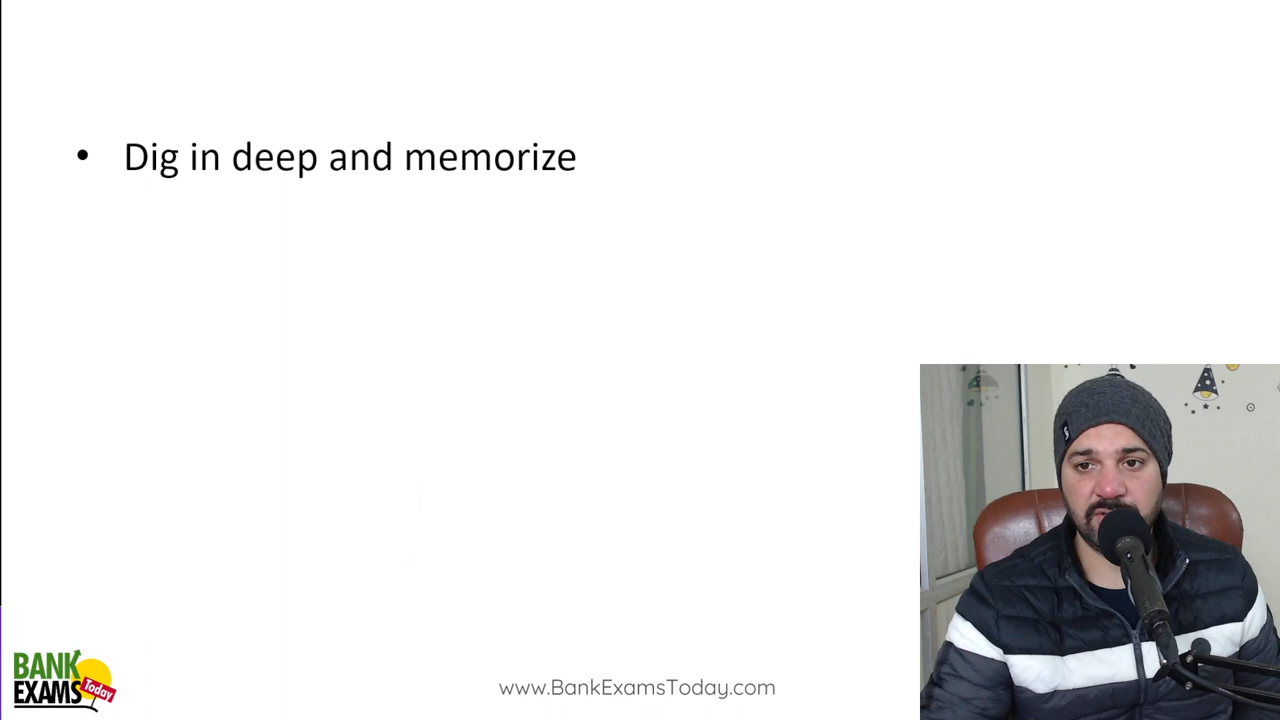 • Dig in deep and memorize
BANK
EXAMS
Today
www.BankExamsToday.com